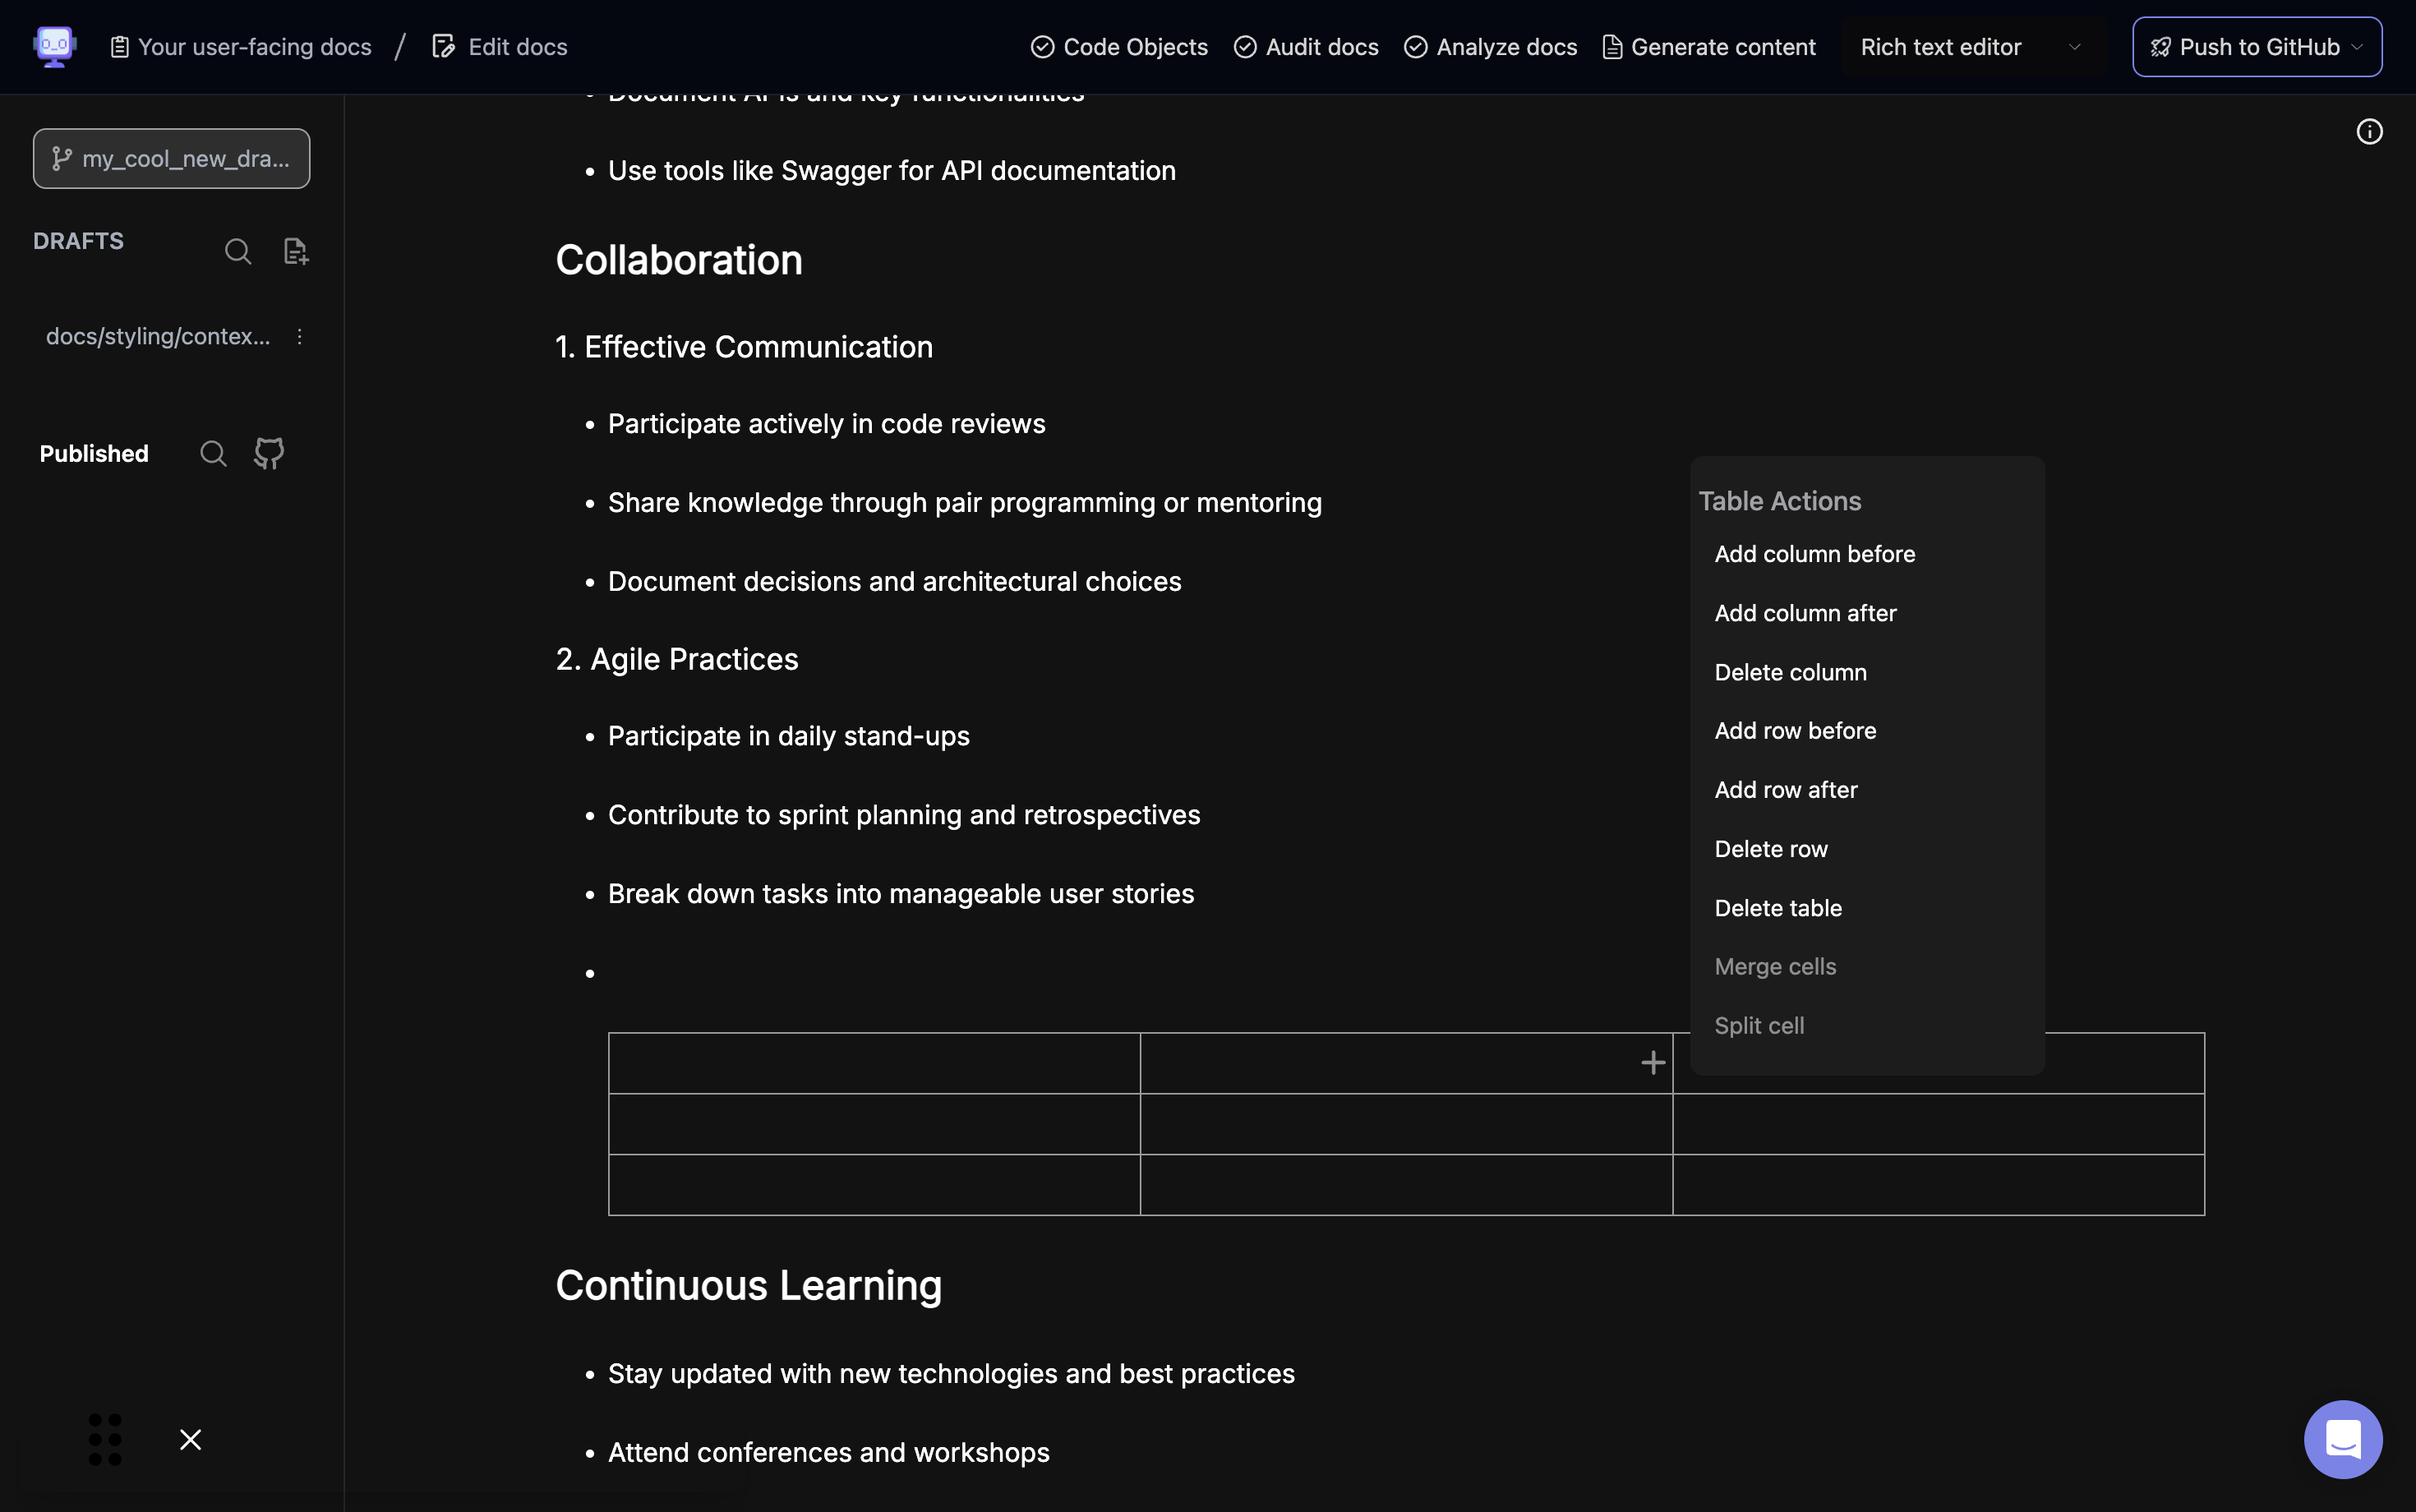 Your user-facing docs / Edit docs
Code Objects Audit docs Analyze docs Generate content Rich text editor Push to GitHub
my_cool_new_dra...
DRAFTS
docs/styling/contex...
Published
• Document APIs and key functionalities
• Use tools like Swagger for API documentation
Collaboration
1. Effective Communication
• Participate actively in code reviews
• Share knowledge through pair programming or mentoring
• Document decisions and architectural choices
2. Agile Practices
• Participate in daily stand-ups
• Contribute to sprint planning and retrospectives
• Break down tasks into manageable user stories
•
Table Actions
Add column before
Add column after
Delete column
Add row before
Add row after
Delete row
Delete table
Merge cells
Split cell
Continuous Learning
• Stay updated with new technologies and best practices
• Attend conferences and workshops